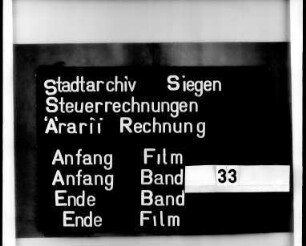 Stadtarchiv Siegen
Steuerrechnungen
Ärarii Rechnung
Anfang Film
Anfang Band 33
Ende Band
Ende Film